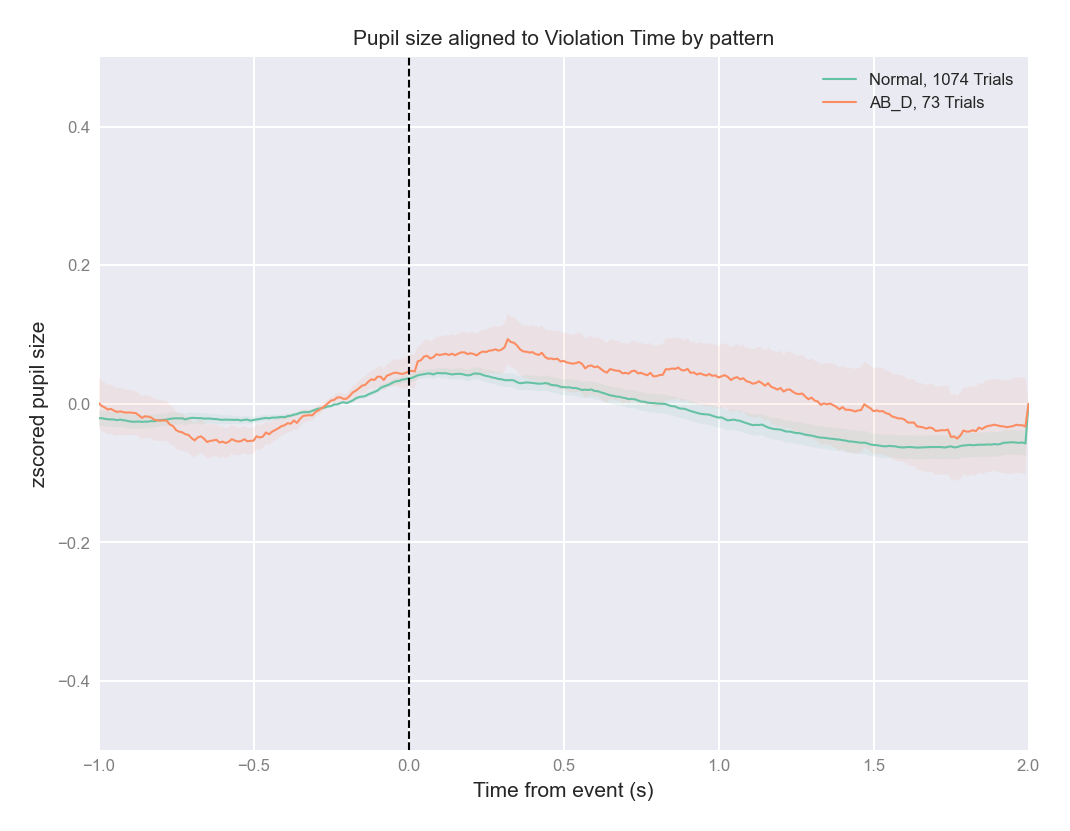 Pupil size aligned to Violation Time by pattern
Normal, 1074 Trials
AB_D, 73 Trials
zscored pupil size
0.4
0.2
0.0
−0.2
−0.4
−1.0 −0.5 0.0 0.5 1.0 1.5 2.0
Time from event (s)